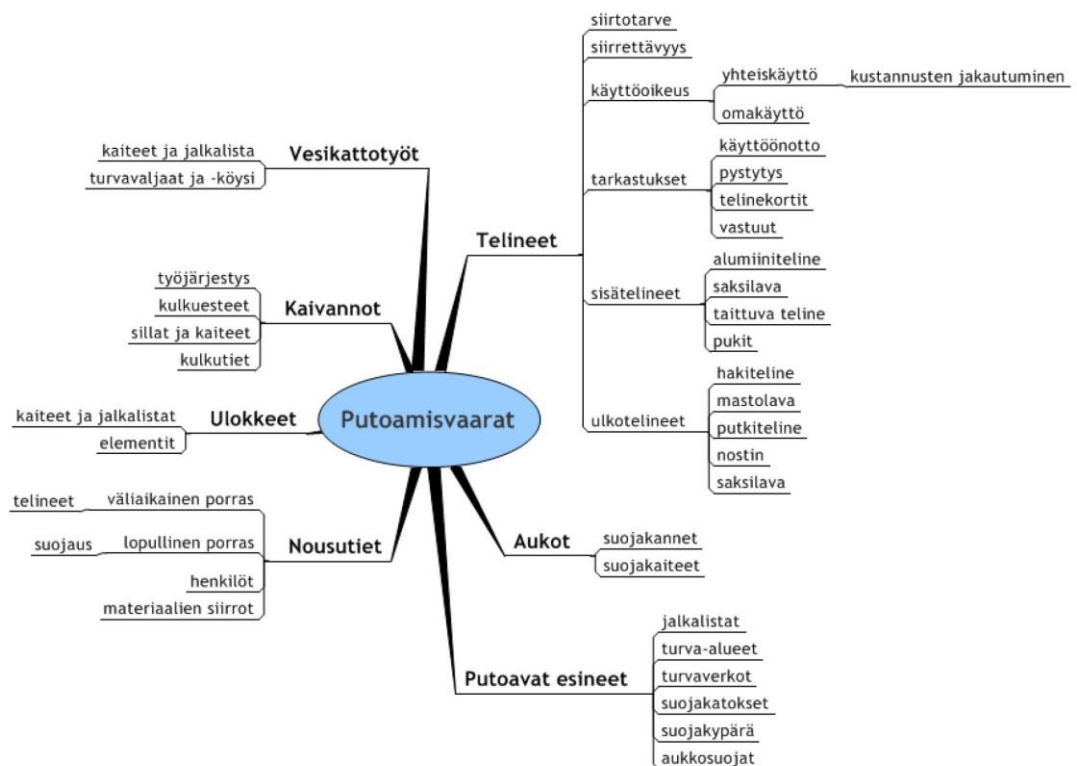 Putoamisvaarat
Telineet
siirtotarve
siirrettävyys
käyttöoikeus
yhteiskäyttö
kustannusten jakautuminen
omakäyttö
tarkastukset
käyttöönotto
pystytys
telinekortit
vastuut
sisätelineet
alumiiniteline
saksilava
taittuva teline
pukit
ulkotelineet
hakiteline
mastolava
putkiteline
nostin
saksilava
Aukot
suojakannet
suojakaiteet
Putoavat esineet
jalkalistat
turva-alueet
turvaverkot
suojakatokset
suojakypärä
aukkosuojat
Nousutiet
väliaikainen porras
telineet
lopullinen porras
suojaus
henkilöt
materiaalien siirrot
Ulokkeet
kaiteet ja jalkalistat
elementit
Kaivannot
työjärjestys
kulkuesteet
sillat ja kaiteet
kulkutiet
Vesikattotyöt
kaiteet ja jalkalista
turvavaljaat ja -köysi